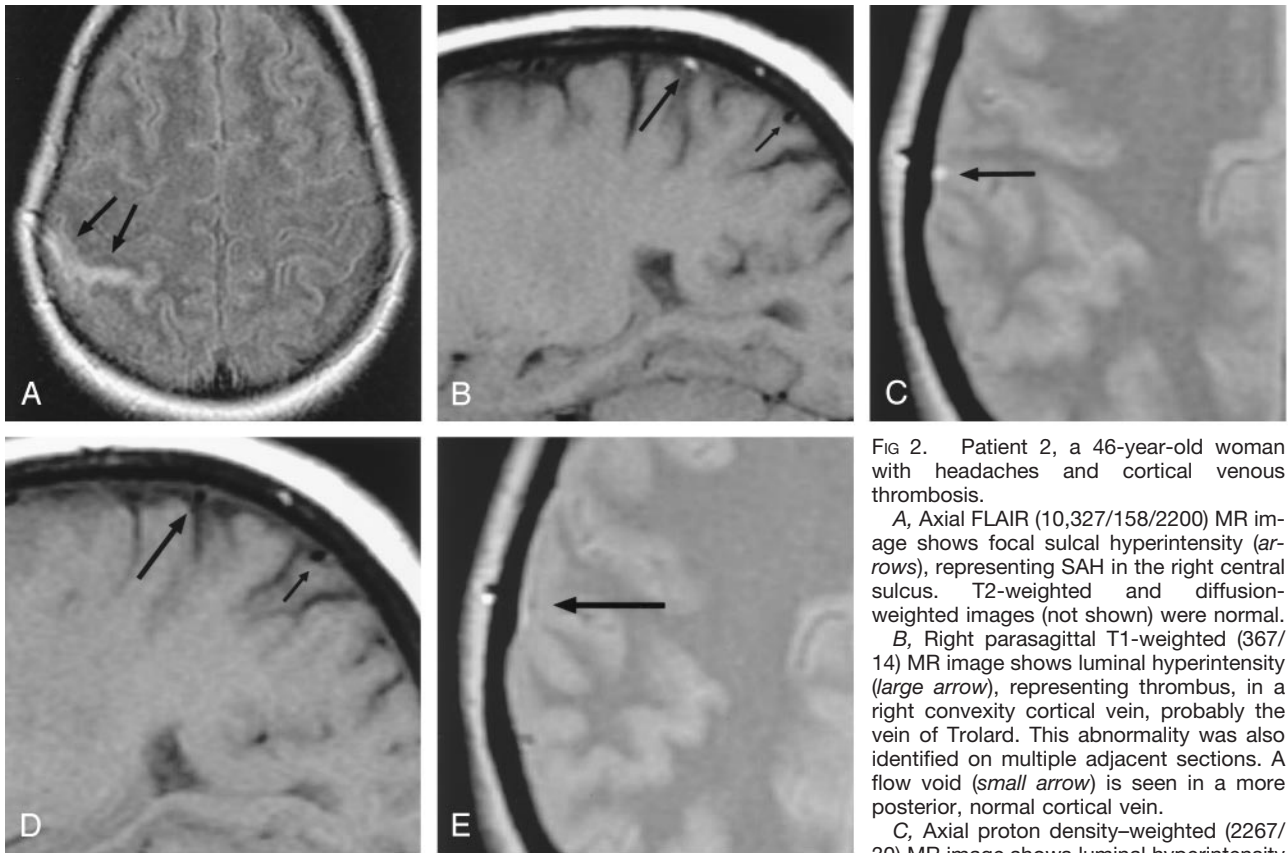 A
B
C
D
E
FIG 2. Patient 2, a 46-year-old woman
with headaches and cortical venous
thrombosis.
A, Axial FLAIR (10,327/158/2200) MR im-
age shows focal sulcal hyperintensity (ar-
rows), representing SAH in the right central
sulcus. T2-weighted and diffusion-
weighted images (not shown) were normal.
B, Right parasagittal T1-weighted (367/
14) MR image shows luminal hyperintensity
(large arrow), representing thrombus, in a
right convexity cortical vein, probably the
vein of Trolard. This abnormality was also
identified on multiple adjacent sections. A
flow void (small arrow) is seen in a more
posterior, normal cortical vein.
C, Axial proton density–weighted (2267/
MR image shows luminal hyperintensity